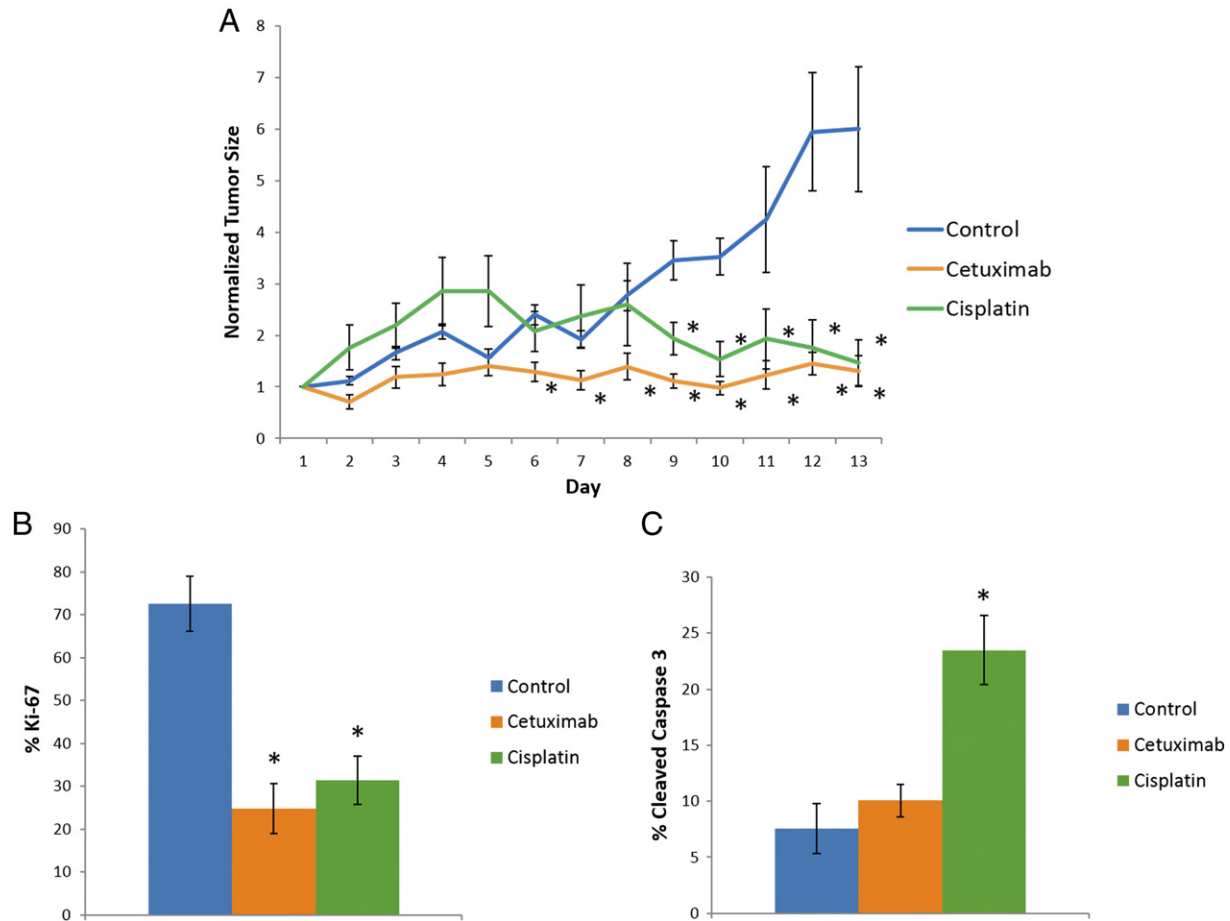 A
Normalized Tumor Size
8
7
6
5
4
3
2
1
0
* * * * *
* * * * * * * *
1 2 3 4 5 6 7 8 9 10 11 12 13
Day
Control
Cetuximab
Cisplatin
B
% Ki-67
90
80
70
60
50
40
30
20
10
0
* *
Control
Cetuximab
Cisplatin
C
% Cleaved Caspase 3
30
25
20
15
10
5
0
*
Control
Cetuximab
Cisplatin